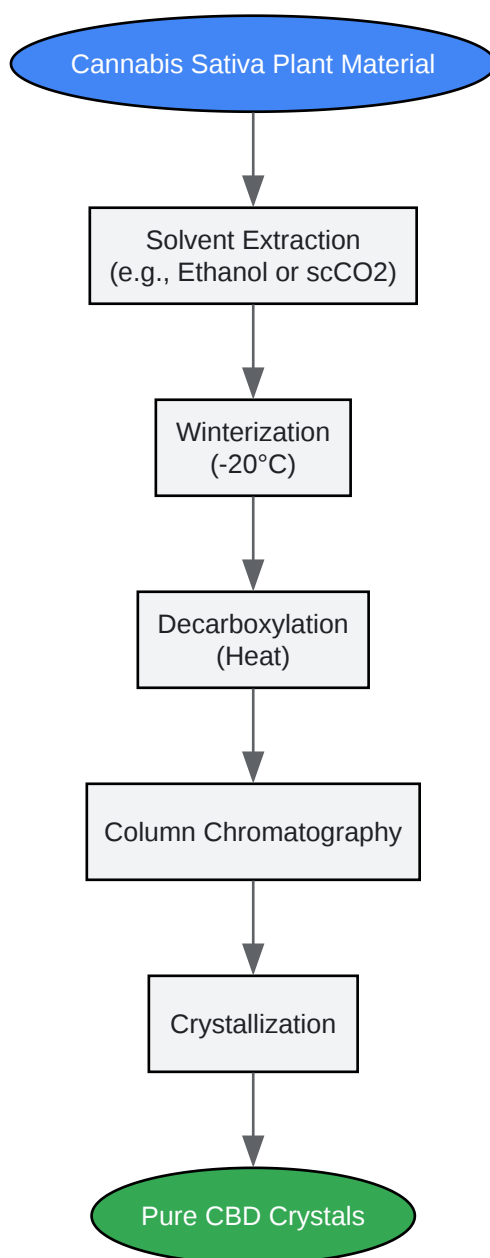 Cannabis Sativa Plant Material
Solvent Extraction
(e.g., Ethanol or scCO2)
Winterization
(-20°C)
Decarboxylation
(Heat)
Column Chromatography
Crystallization
Pure CBD Crystals